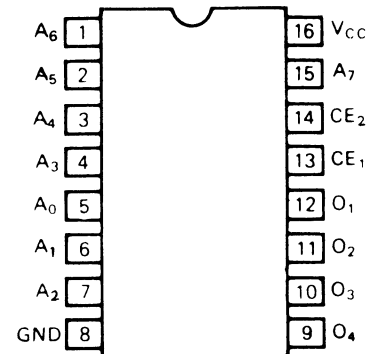 A6 1 16 VCC
A5 2 15 A7
A4 3 14 CE2
A3 4 13 CE1
A0 5 12 O1
A1 6 11 O2
A2 7 10 O3
GND 8 9 O4